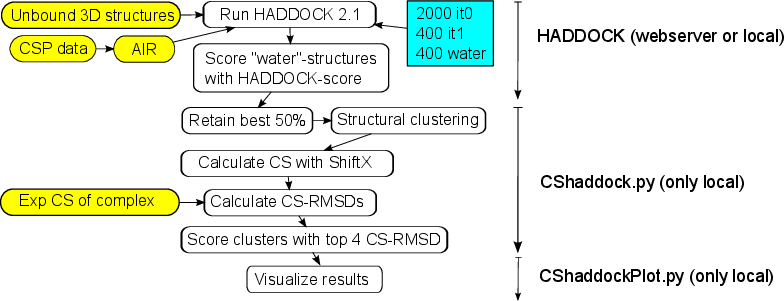 Unbound 3D structures
Run HADDOCK 2.1
2000 it0
400 it1
400 water
HADDOCK (webserver or local)
CSP data
AIR
Score "water"-structures
with HADDOCK-score
Retain best 50%
Structural clustering
Calculate CS with ShiftX
CShaddock.py (only local)
Exp CS of complex
Calculate CS-RMSDs
Score clusters with top 4 CS-RMSD
Visualize results
CShaddockPlot.py (only local)